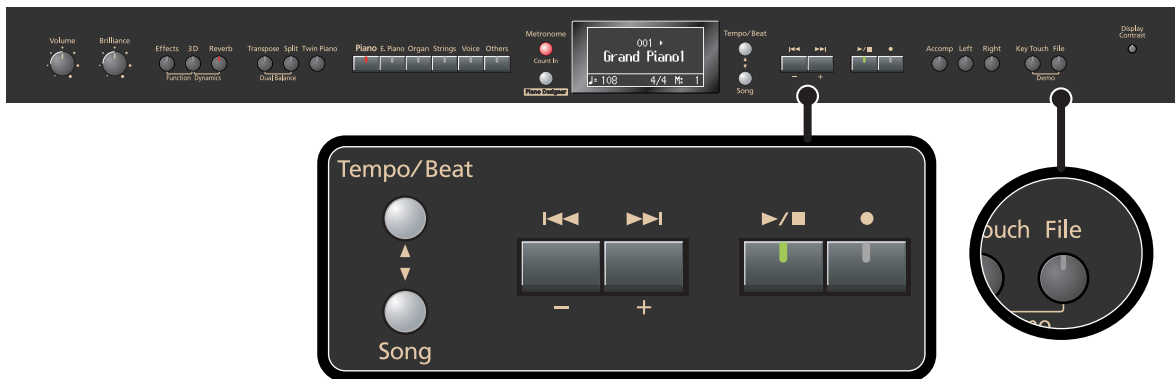 Volume
Brilliance
Effects 3D Reverb
Function Dynamics
Transpose Split Twin Piano
Dual Balance
Piano E. Piano Organ Strings Voice Others
Metronome
Count In
Piano Designer
001
Grand Piano1
♩= 108 4/4 M: 1
Tempo/Beat
Song
− +
Accomp Left Right
Key Touch File
Demo
Display
Contrast
Tempo/Beat
− +
Song
ouch File
mo